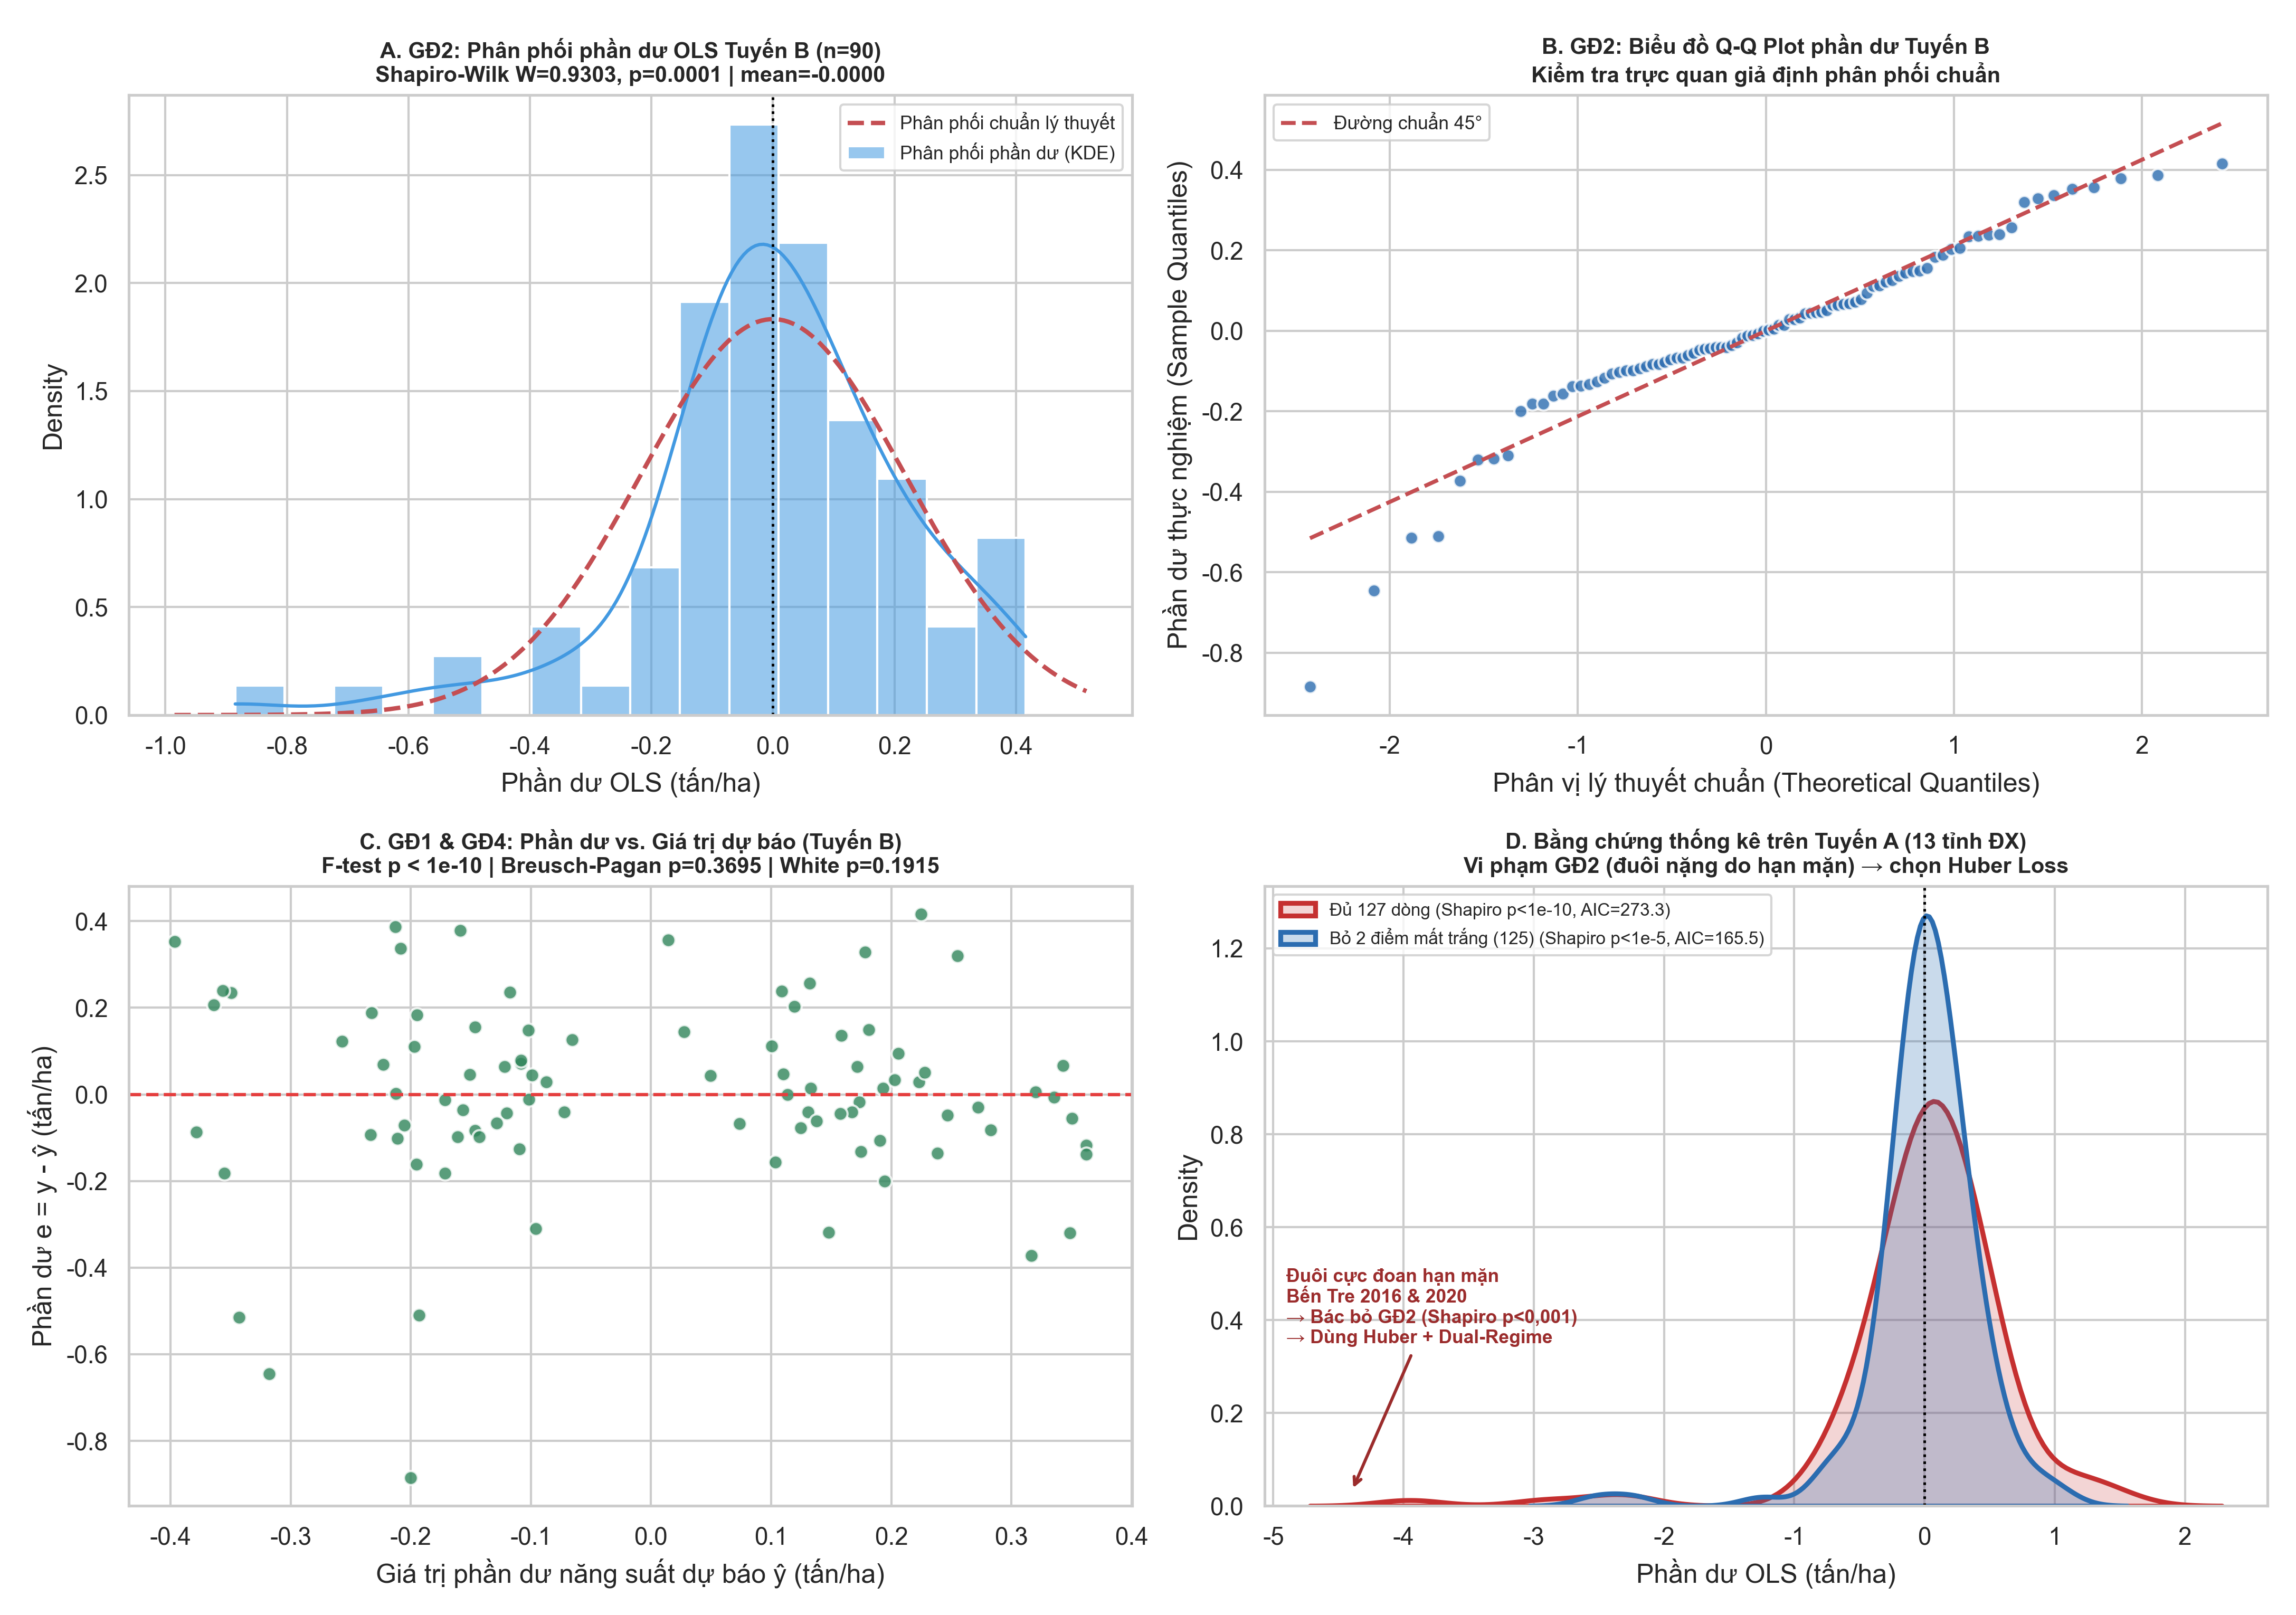 A. GĐ2: Phân phối phần dư OLS Tuyến B (n=90)
Shapiro-Wilk W=0.9303, p=0.0001 | mean=-0.0000
Phân phối chuẩn lý thuyết
Phân phối phần dư (KDE)
Density
2.5
2.0
1.5
1.0
0.5
0.0
-1.0 -0.8 -0.6 -0.4 -0.2 0.0 0.2 0.4
Phần dư OLS (tấn/ha)
B. GĐ2: Biểu đồ Q-Q Plot phần dư Tuyến B
Kiểm tra trực quan giả định phân phối chuẩn
Đường chuẩn 45°
Phần dư thực nghiệm (Sample Quantiles)
0.4
0.2
0.0
-0.2
-0.4
-0.6
-0.8
-2 -1 0 1 2
Phân vị lý thuyết chuẩn (Theoretical Quantiles)
C. GĐ1 & GĐ4: Phần dư vs. Giá trị dự báo (Tuyến B)
F-test p < 1e-10 | Breusch-Pagan p=0.3695 | White p=0.1915
Phần dư e = y - ŷ (tấn/ha)
0.4
0.2
0.0
-0.2
-0.4
-0.6
-0.8
-0.4 -0.3 -0.2 -0.1 0.0 0.1 0.2 0.3 0.4
Giá trị phần dư năng suất dự báo ŷ (tấn/ha)
D. Bằng chứng thống kê trên Tuyến A (13 tỉnh ĐX)
Vi phạm GĐ2 (đuôi nặng do hạn mặn) → chọn Huber Loss
Đủ 127 dòng (Shapiro p<1e-10, AIC=273.3)
Bỏ 2 điểm mất trắng (125) (Shapiro p<1e-5, AIC=165.5)
Density
1.2
1.0
0.8
0.6
0.4
0.2
0.0
Đuôi cực đoan hạn mặn
Bến Tre 2016 & 2020
→ Bác bỏ GĐ2 (Shapiro p<0,001)
→ Dùng Huber + Dual-Regime
-5 -4 -3 -2 -1 0 1 2
Phần dư OLS (tấn/ha)